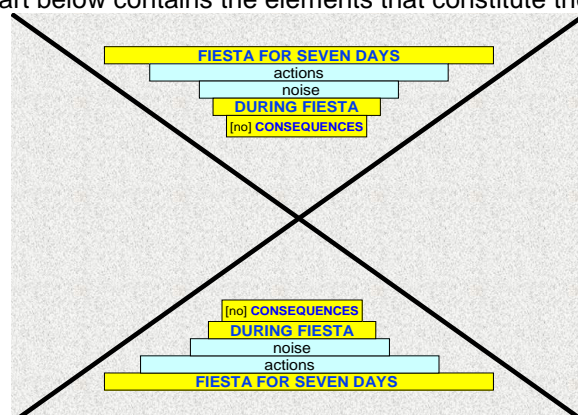 art below contains the elements that constitute the
FIESTA FOR SEVEN DAYS
actions
noise
DURING FIESTA
[no] CONSEQUENCES
[no] CONSEQUENCES
DURING FIESTA
noise
actions
FIESTA FOR SEVEN DAYS